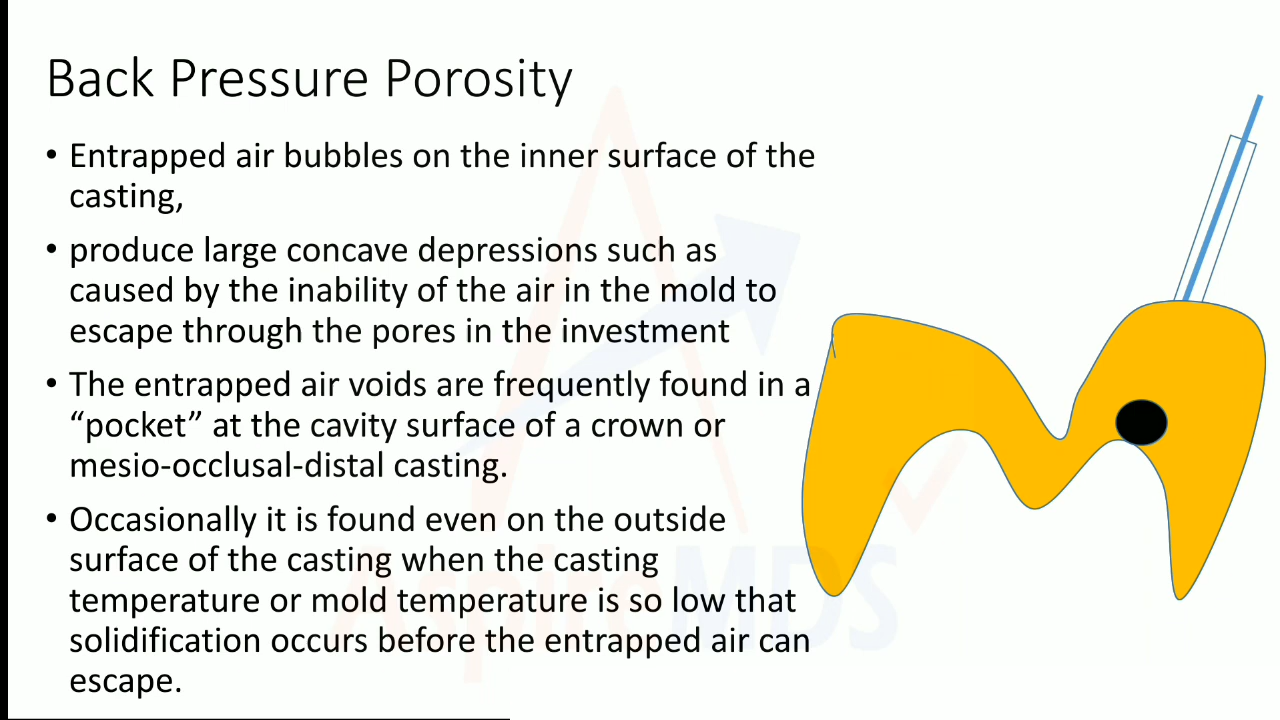 Back Pressure Porosity
• Entrapped air bubbles on the inner surface of the
casting,
• produce large concave depressions such as
caused by the inability of the air in the mold to
escape through the pores in the investment
• The entrapped air voids are frequently found in a
“pocket” at the cavity surface of a crown or
mesio-occlusal-distal casting.
• Occasionally it is found even on the outside
surface of the casting when the casting
temperature or mold temperature is so low that
solidification occurs before the entrapped air can
escape.
AspireMDS